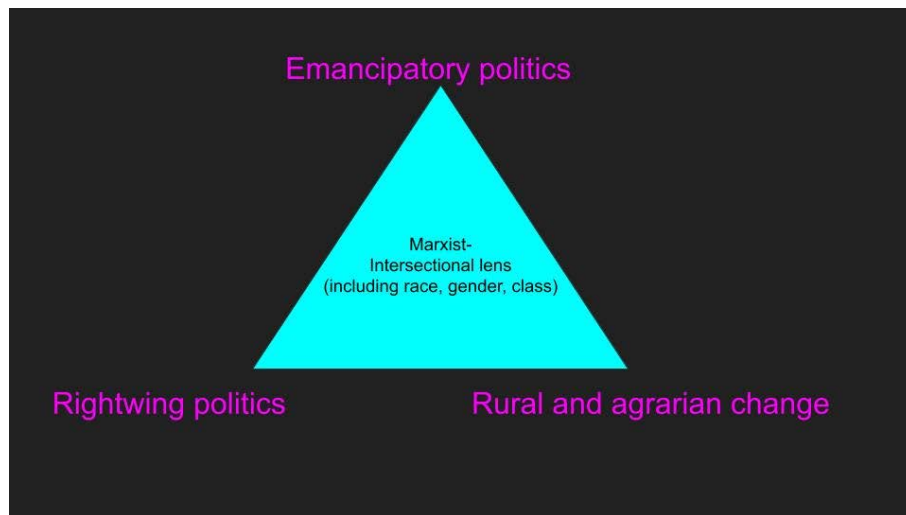 Emancipatory politics
Marxist-
Intersectional lens
(including race, gender, class)
Rightwing politics
Rural and agrarian change